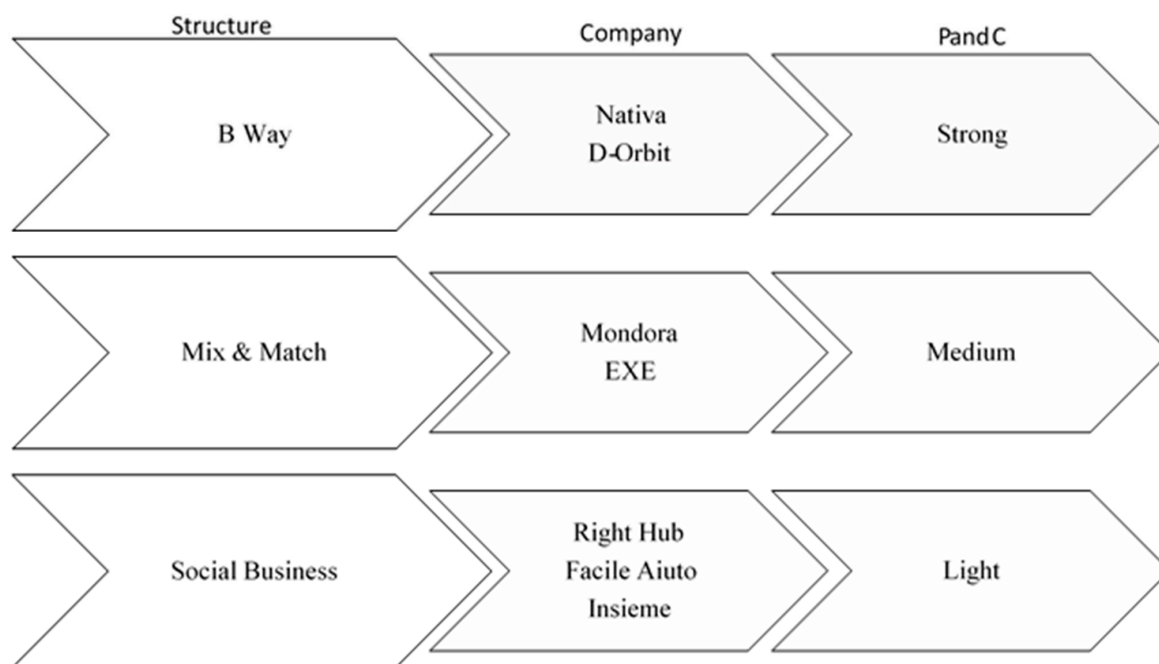 Structure
Company
Pand C
B Way
Nativa
D-Orbit
Strong
Mix & Match
Mondora
EXE
Medium
Social Business
Right Hub
Facile Aiuto
Insieme
Light